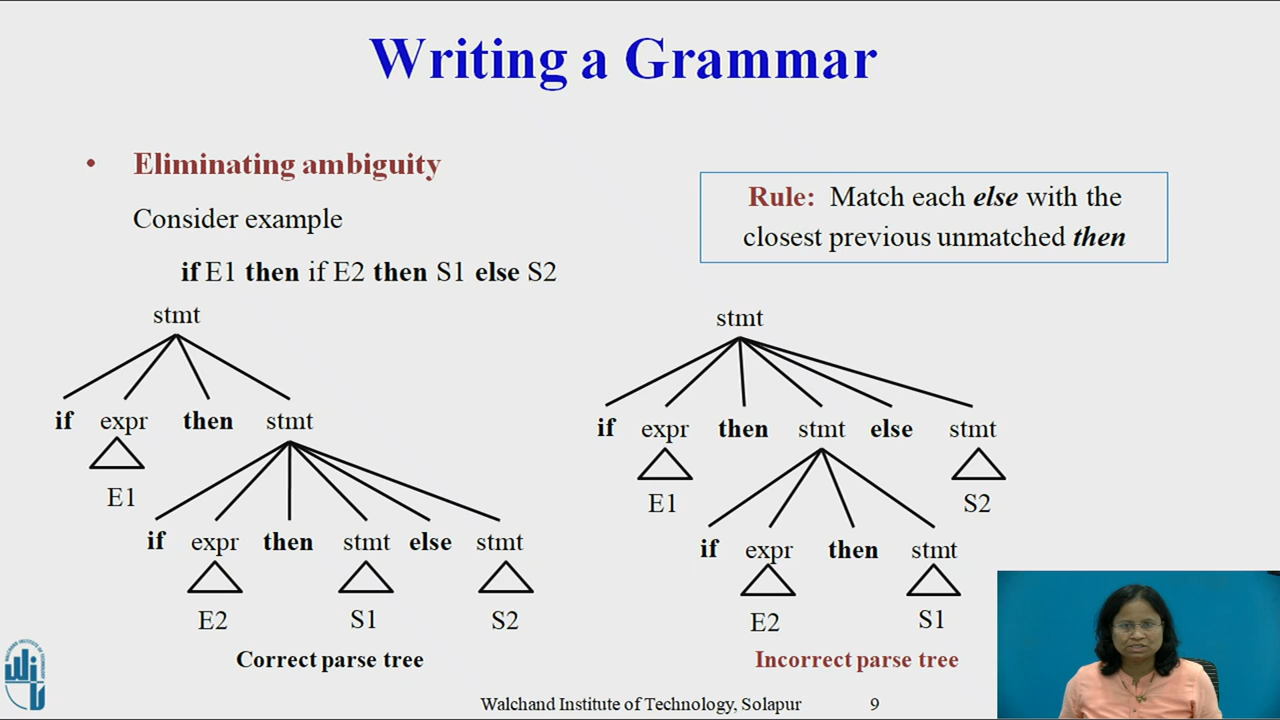 Writing a Grammar
• Eliminating ambiguity
Consider example
if E1 then if E2 then S1 else S2
Rule: Match each else with the
closest previous unmatched then
stmt
if expr then stmt
E1
if expr then stmt else stmt
E2 S1 S2
Correct parse tree
stmt
if expr then stmt else stmt
E1 S2
if expr then stmt
E2 S1
Incorrect parse tree
Walchand Institute of Technology, Solapur 9